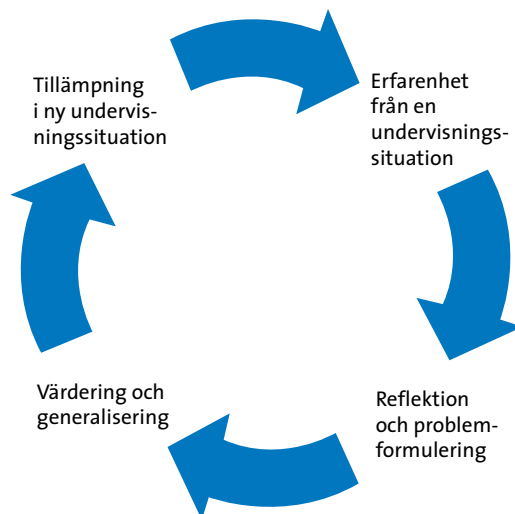 Tillämpning
i ny undervis-
ningssituation
Erfarenhet
från en
undervisnings-
situation
Reflektion
och problem-
formulering
Värdering och
generalisering